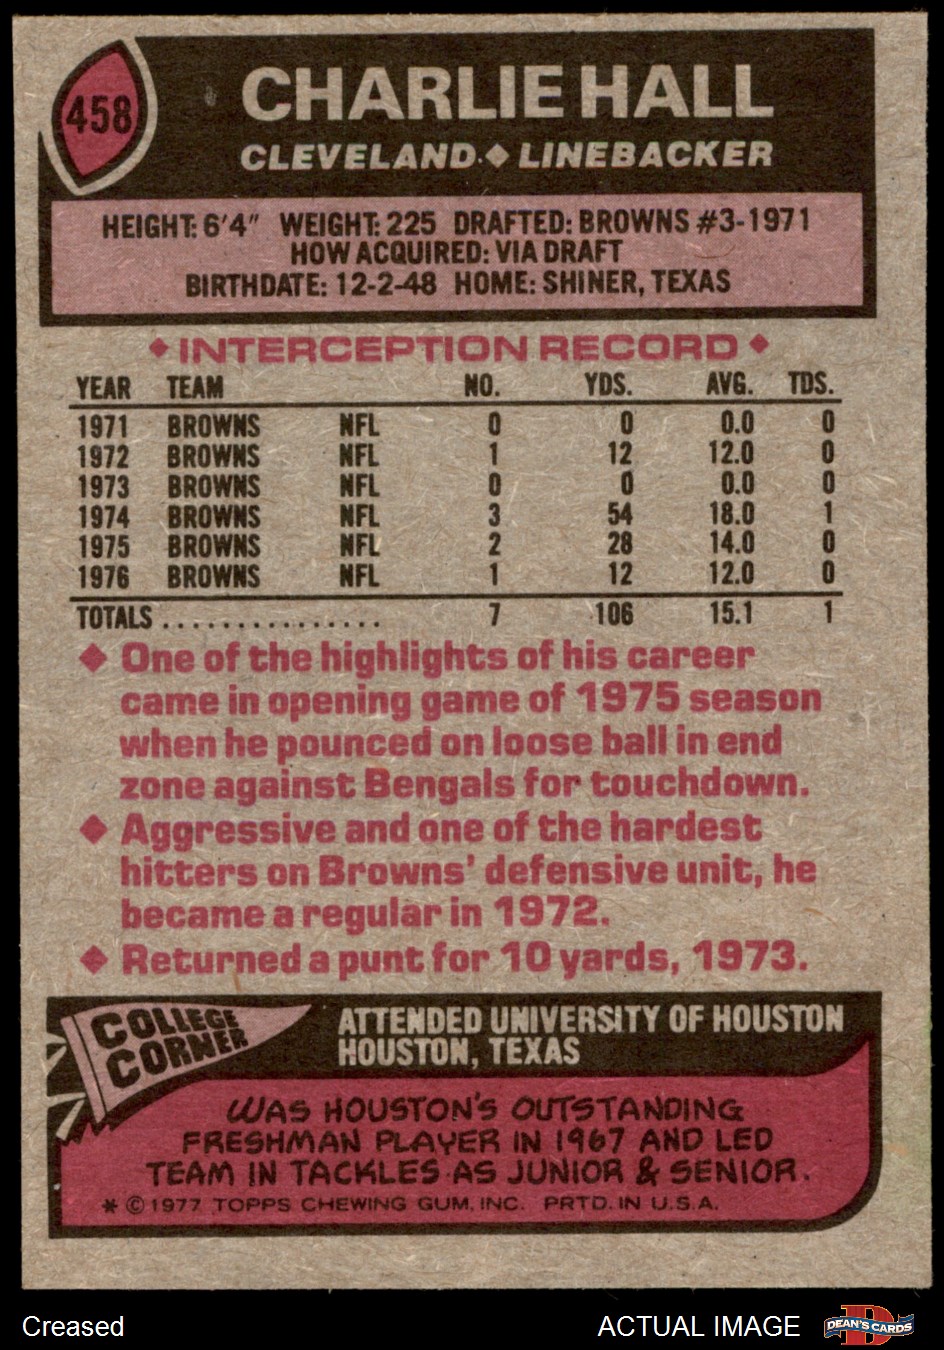 458
CHARLIE HALL
CLEVELAND ◆ LINEBACKER
HEIGHT: 6'4" WEIGHT: 225 DRAFTED: BROWNS #3-1971
HOW ACQUIRED: VIA DRAFT
BIRTHDATE: 12-2-48 HOME: SHINER, TEXAS
◆ INTERCEPTION RECORD ◆
YEAR TEAM NO. YDS. AVG. TDS.
1971 BROWNS NFL 0 0 0.0 0
1972 BROWNS NFL 1 12 12.0 0
1973 BROWNS NFL 0 0 0.0 0
1974 BROWNS NFL 3 54 18.0 1
1975 BROWNS NFL 2 28 14.0 0
1976 BROWNS NFL 1 12 12.0 0
TOTALS ............... 7 106 15.1 1
◆ One of the highlights of his career
came in opening game of 1975 season
when he pounced on loose ball in end
zone against Bengals for touchdown.
◆ Aggressive and one of the hardest
hitters on Browns' defensive unit, he
became a regular in 1972.
◆ Returned a punt for 10 yards, 1973.
COLLEGE
CORNER
ATTENDED UNIVERSITY OF HOUSTON
HOUSTON, TEXAS
WAS HOUSTON'S OUTSTANDING
FRESHMAN PLAYER IN 1967 AND LED
TEAM IN TACKLES AS JUNIOR & SENIOR.
* © 1977 TOPPS CHEWING GUM, INC. PRTD. IN U.S.A.
Creased
ACTUAL IMAGE
D
DEAN'S CARDS